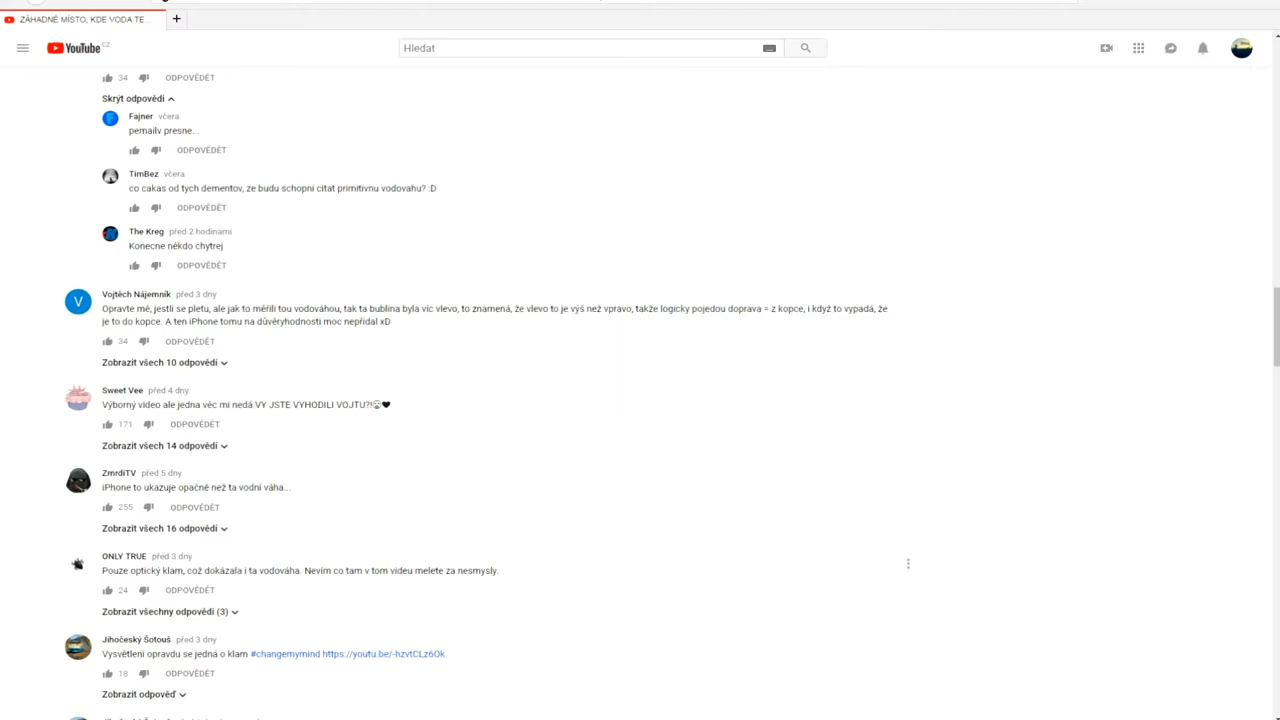 ZÁHADNÉ MÍSTO, KDE VODA TE...
YouTube CZ
Hledat
34 ODPOVĚDĚT
Skrýt odpovědi
Fajner včera
pemailv presne...
ODPOVĚDĚT
TimBez včera
co cakas od tych dementov, ze budu schopni citat primitivnu vodovahu? :D
ODPOVĚDĚT
The Kreg před 2 hodinami
Konecne někdo chytrej
ODPOVĚDĚT
V
Vojtěch Nájemník před 3 dny
Opravte mě, jestli se pletu, ale jak to měřili tou vodováhou, tak ta bublina byla víc vlevo, to znamená, že vlevo to je výš než vpravo, takže logicky pojedou doprava = z kopce, i když to vypadá, že
je to do kopce. A ten iPhone tomu na důvěryhodnosti moc nepřidal xD
34 ODPOVĚDĚT
Zobrazit všech 10 odpovědí
Sweet Vee před 4 dny
Výborný video ale jedna věc mi nedá VY JSTE VYHODILI VOJTU?!😮❤
171 ODPOVĚDĚT
Zobrazit všech 14 odpovědí
ZmrdiTV před 5 dny
iPhone to ukazuje opačně než ta vodní váha...
255 ODPOVĚDĚT
Zobrazit všech 16 odpovědí
ONLY TRUE před 3 dny
Pouze optický klam, což dokázala i ta vodováha. Nevím co tam v tom videu melete za nesmysly.
24 ODPOVĚDĚT
Zobrazit všechny odpovědi (3)
Jihočeský Šotouš před 3 dny
Vysvětlení opravdu se jedná o klam #changemymind https://youtu.be/-hzvtCLz6Ok
18 ODPOVĚDĚT
Zobrazit odpověď